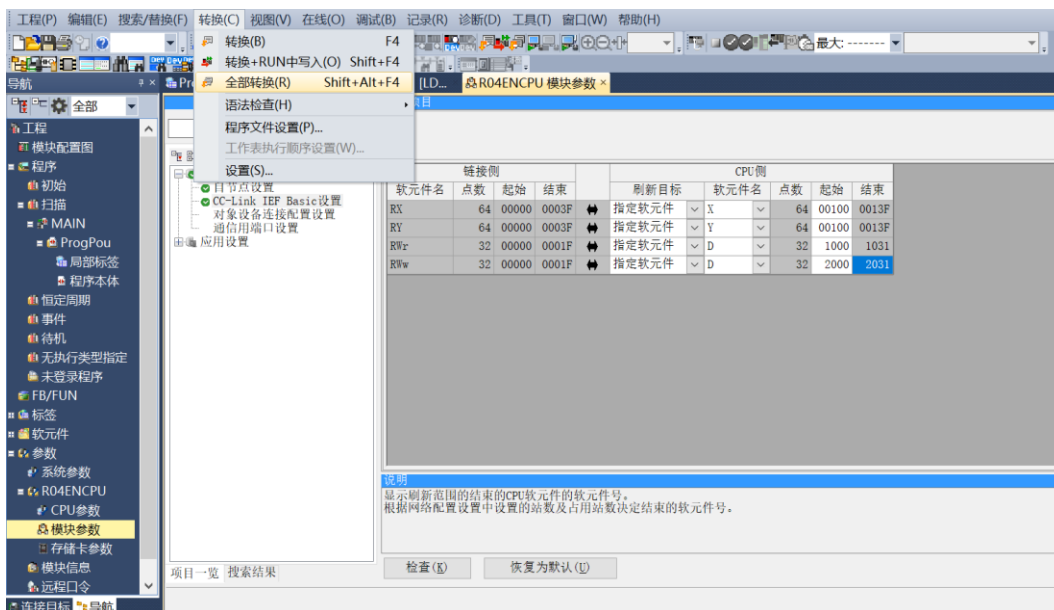 工程(P) 编辑(E) 搜索/替换(F) 转换(C) 视图(V) 在线(O) 调试(B) 记录(R) 诊断(D) 工具(T) 窗口(W) 帮助(H)
转换(B) F4
转换+RUN中写入(O) Shift+F4
全部转换(R) Shift+Alt+F4
语法检查(H)
程序文件设置(P)...
工作表执行顺序设置(W)...
设置(S)...
最大: --------
导航
全部
[LD...
R04ENCPU 模块参数
工程
模块配置图
程序
初始
扫描
MAIN
ProgPou
局部标签
程序本体
恒定周期
事件
待机
无执行类型指定
未登录程序
FB/FUN
标签
软元件
参数
系统参数
R04ENCPU
CPU参数
模块参数
存储卡参数
模块信息
远程口令
连接目标 导航
自节点设置
CC-Link IEF Basic设置
对象设备连接配置设置
通信用端口设置
应用设置
项目一览 搜索结果
链接侧 CPU侧
软元件名 点数 起始 结束 刷新目标 软元件名 点数 起始 结束
RX 64 00000 0003F 指定软元件 X 64 00100 0013F
RY 64 00000 0003F 指定软元件 Y 64 00100 0013F
RWr 32 00000 0001F 指定软元件 D 32 1000 1031
RWw 32 00000 0001F 指定软元件 D 32 2000 2031
说明
显示刷新范围的结束的CPU软元件的软元件号。
根据网络配置设置中设置的站数及占用站数决定结束的软元件号。
检查(K) 恢复为默认(U)